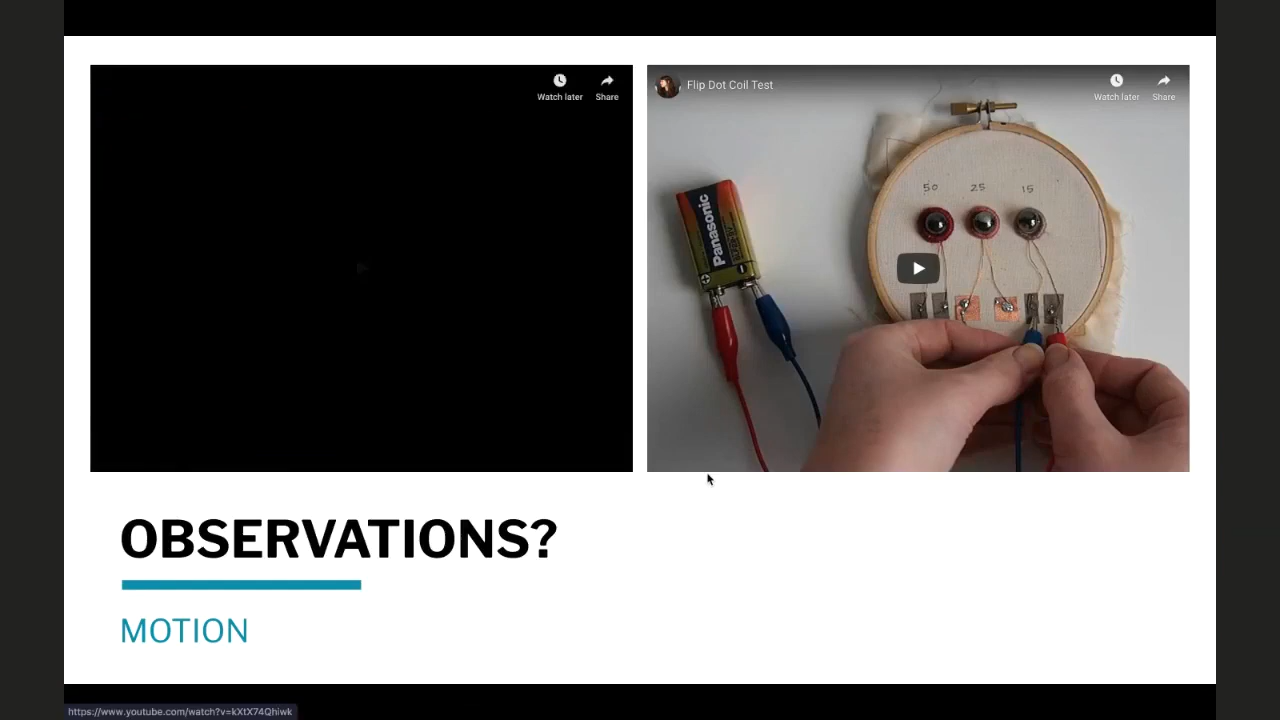 Watch later
Share
Flip Dot Coil Test
Watch later
Share
50 25 15
Panasonic
OBSERVATIONS?
MOTION
https://www.youtube.com/watch?v=kXtX74Qhiwk